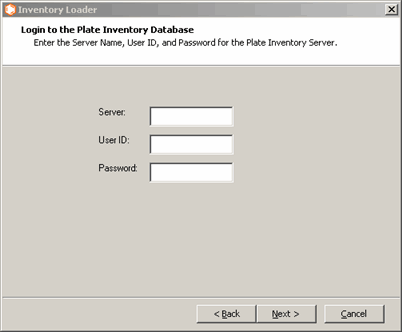 Inventory Loader
Login to the Plate Inventory Database
Enter the Server Name, User ID, and Password for the Plate Inventory Server.
Server:
User ID:
Password:
< Back Next > Cancel